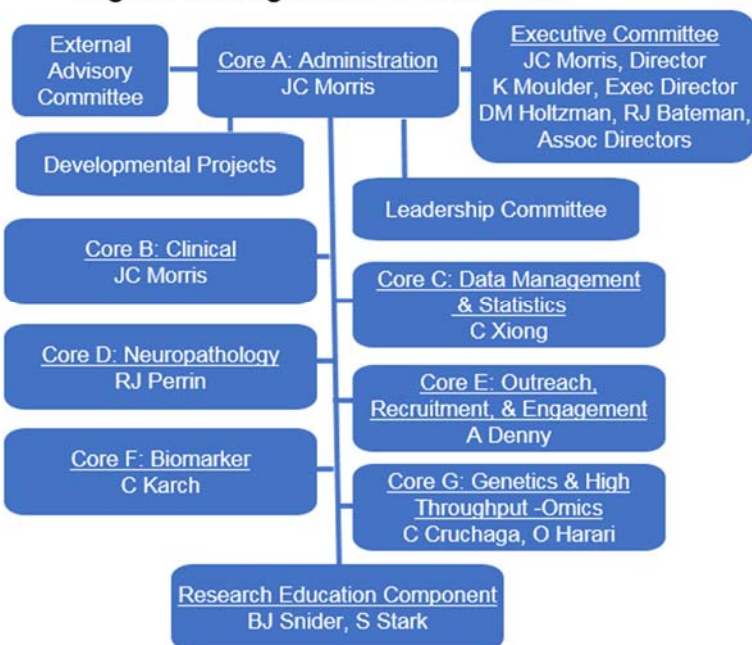 External
Advisory
Committee
Core A: Administration
JC Morris
Executive Committee
JC Morris, Director
K Moulder, Exec Director
DM Holtzman, RJ Bateman,
Assoc Directors
Developmental Projects
Leadership Committee
Core B: Clinical
JC Morris
Core C: Data Management
& Statistics
C Xiong
Core D: Neuropathology
RJ Perrin
Core E: Outreach,
Recruitment, & Engagement
A Denny
Core F: Biomarker
C Karch
Core G: Genetics & High
Throughput -Omics
C Cruchaga, O Harari
Research Education Component
BJ Snider, S Stark